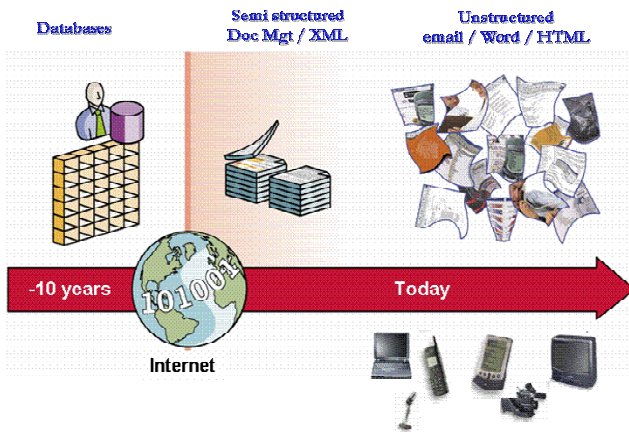 Databases
Semi structured
Doc Mgt / XML
Unstructured
email / Word / HTML
-10 years
101001
Today
Internet